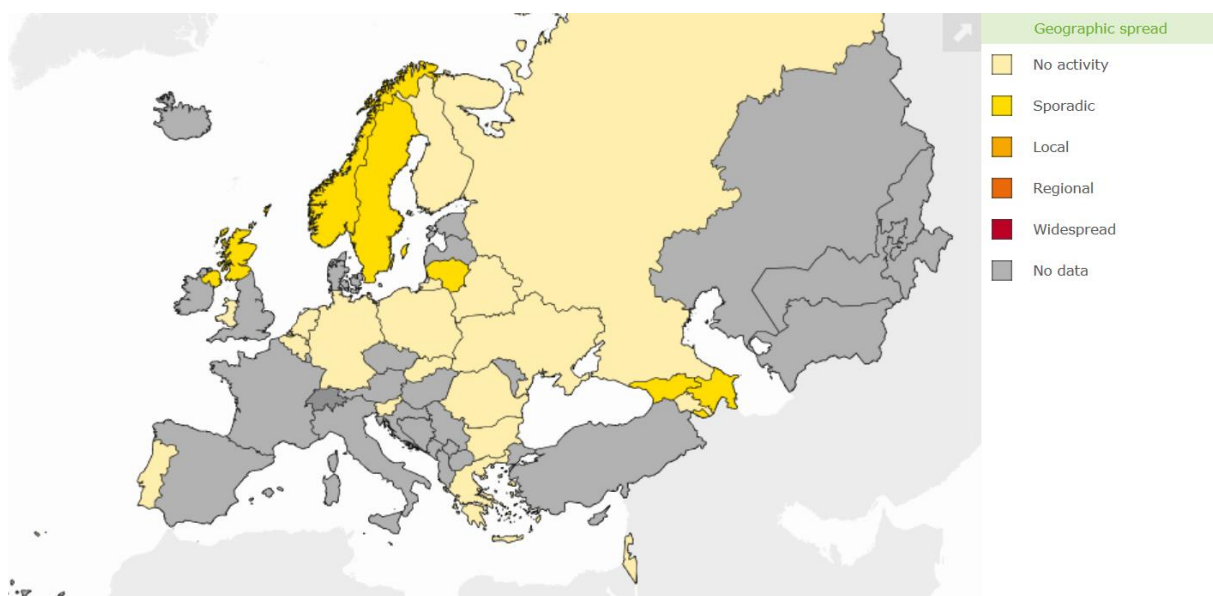 Geographic spread
No activity
Sporadic
Local
Regional
Widespread
No data